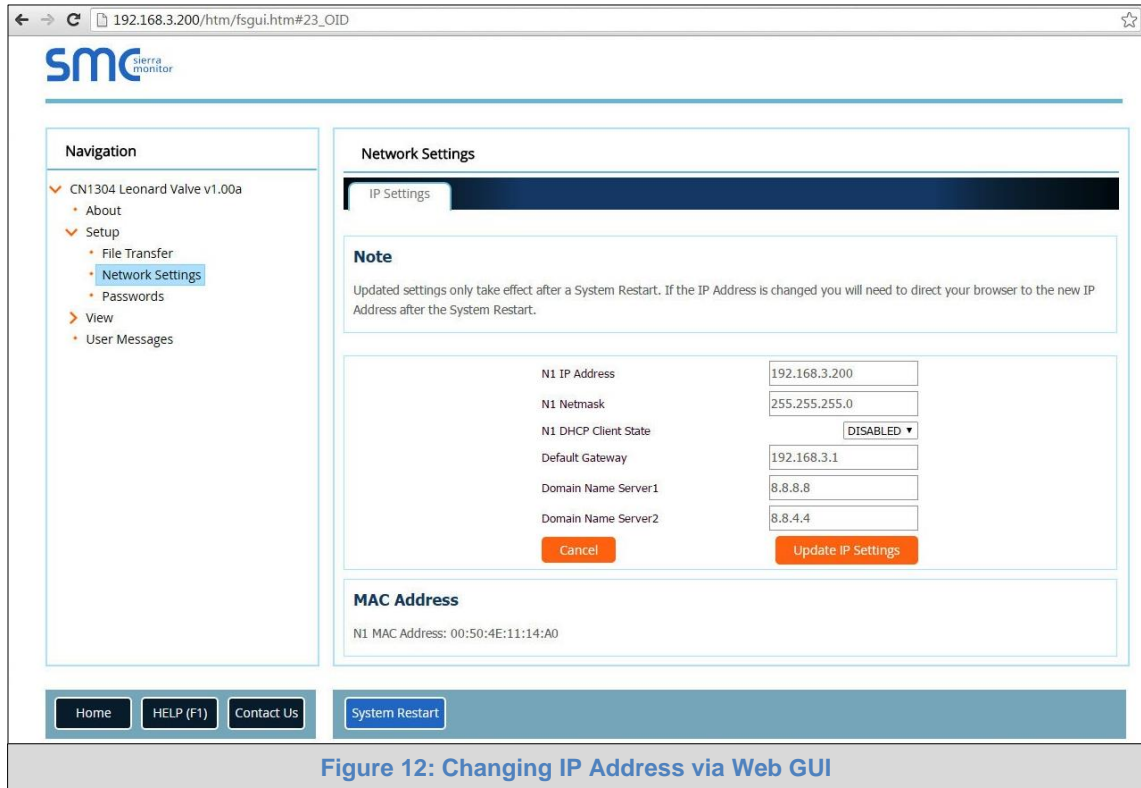 192.168.3.200/htm/fsgui.htm#23_OID
SMC sierra monitor
Navigation
CN1304 Leonard Valve v1.00a
About
Setup
File Transfer
Network Settings
Passwords
View
User Messages
Network Settings
IP Settings
Note
Updated settings only take effect after a System Restart. If the IP Address is changed you will need to direct your browser to the new IP
Address after the System Restart.
N1 IP Address 192.168.3.200
N1 Netmask 255.255.255.0
N1 DHCP Client State DISABLED
Default Gateway 192.168.3.1
Domain Name Server1 8.8.8.8
Domain Name Server2 8.8.4.4
Cancel Update IP Settings
MAC Address
N1 MAC Address: 00:50:4E:11:14:A0
Home HELP (F1) Contact Us System Restart
Figure 12: Changing IP Address via Web GUI